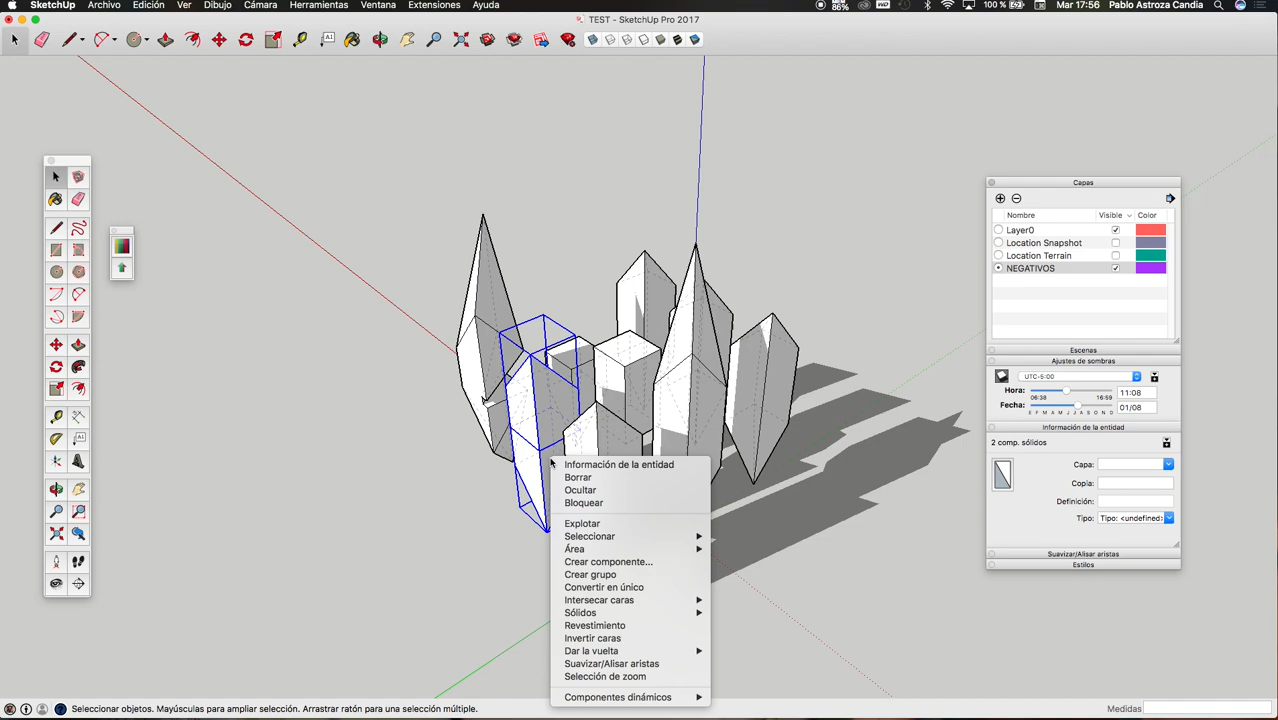 SketchUp Archivo Edición Ver Dibujo Cámara Herramientas Ventana Extensiones Ayuda 86% WD 100 % 62 Mar 17:56 Pablo Astroza Candia
TEST - SketchUp Pro 2017
A1
Capas
Nombre Visible Color
Layer0
Location Snapshot
Location Terrain
NEGATIVOS
Escenas
Ajustes de sombras
UTC-5:00
Hora: 11:08
06:38 16:59
Fecha: 01/08
E F M A M J J A S O N D
Información de la entidad
2 comp. sólidos
Capa:
Copia:
Definición:
Tipo: Tipo: <undefined>
Suavizar/Alisar aristas
Estilos
Información de la entidad
Borrar
Ocultar
Bloquear
Explotar
Seleccionar
Área
Crear componente...
Crear grupo
Convertir en único
Intersecar caras
Sólidos
Revestimiento
Invertir caras
Dar la vuelta
Suavizar/Alisar aristas
Selección de zoom
Componentes dinámicos
Seleccionar objetos. Mayúsculas para ampliar selección. Arrastrar ratón para una selección múltiple.
Medidas